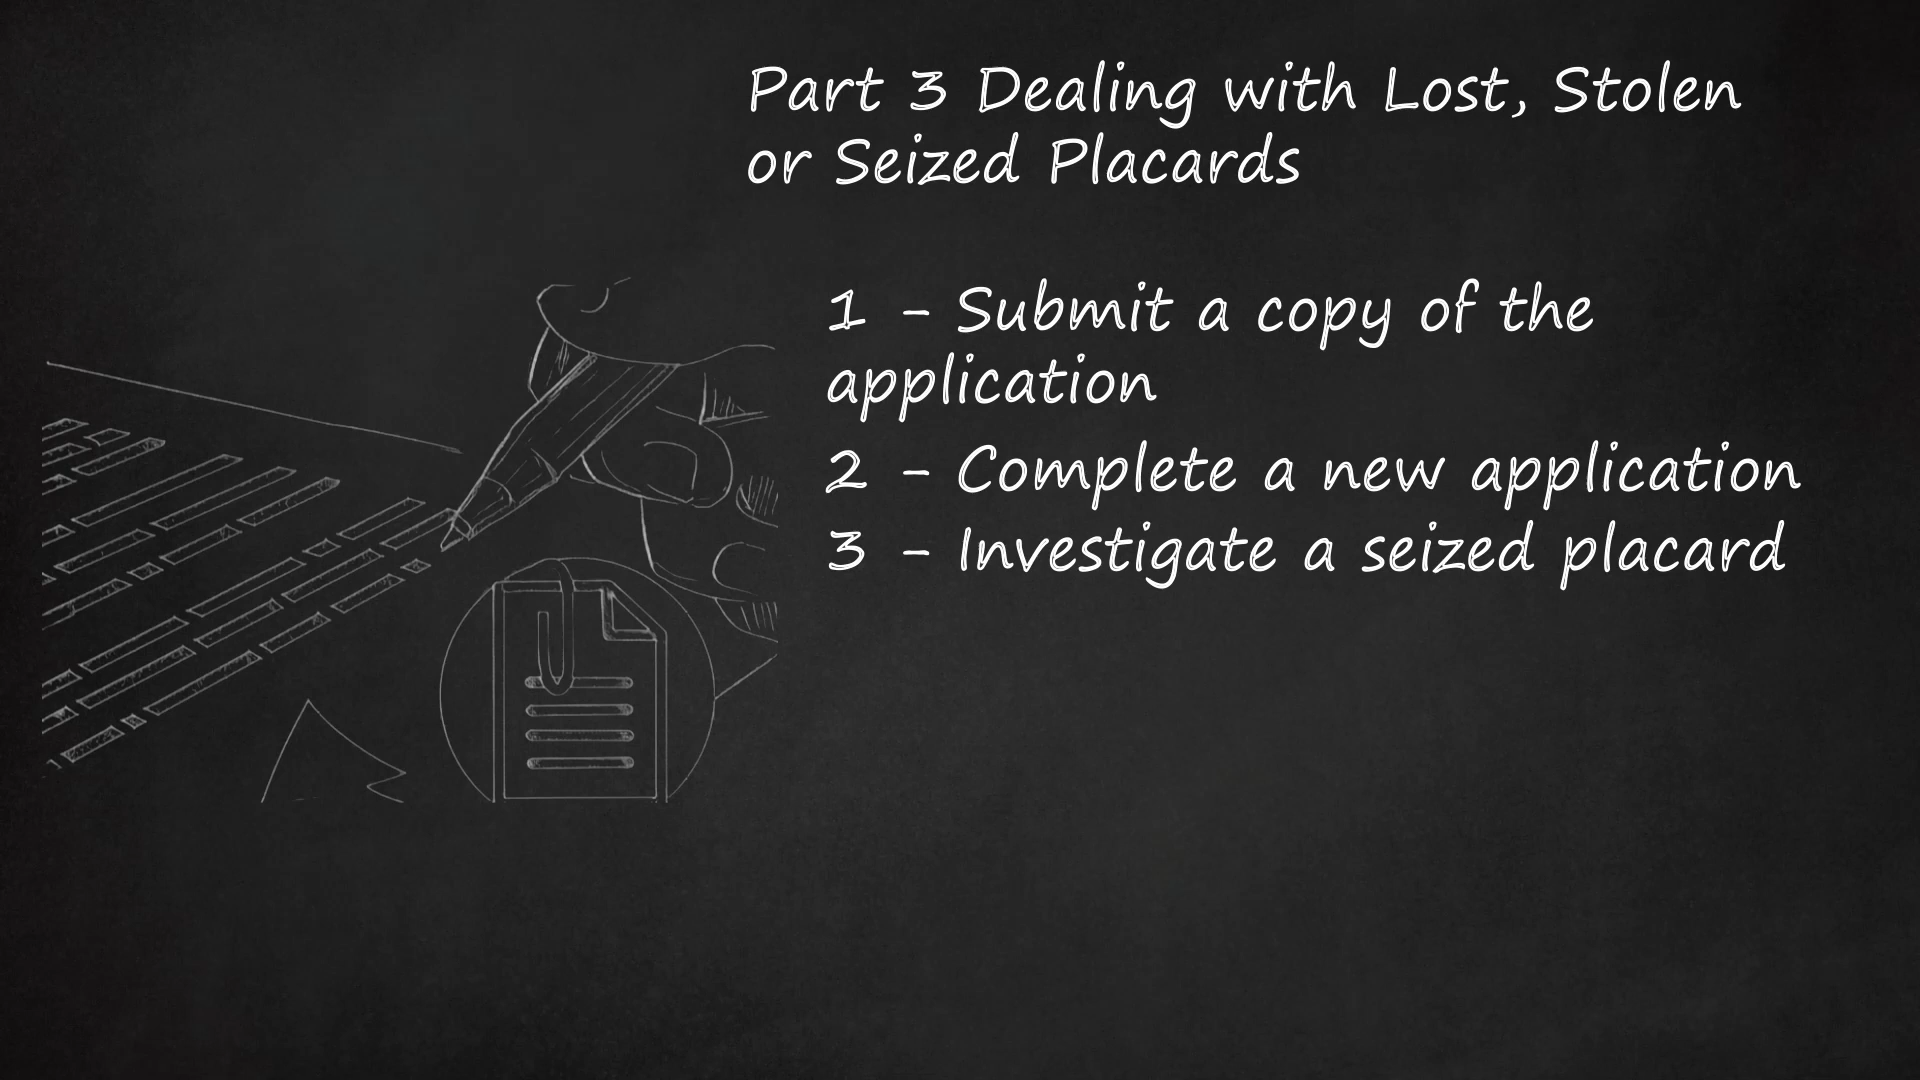 Part 3 Dealing with Lost, Stolen
or Seized Placards
1 - Submit a copy of the
application
2 - Complete a new application
3 - Investigate a seized placard